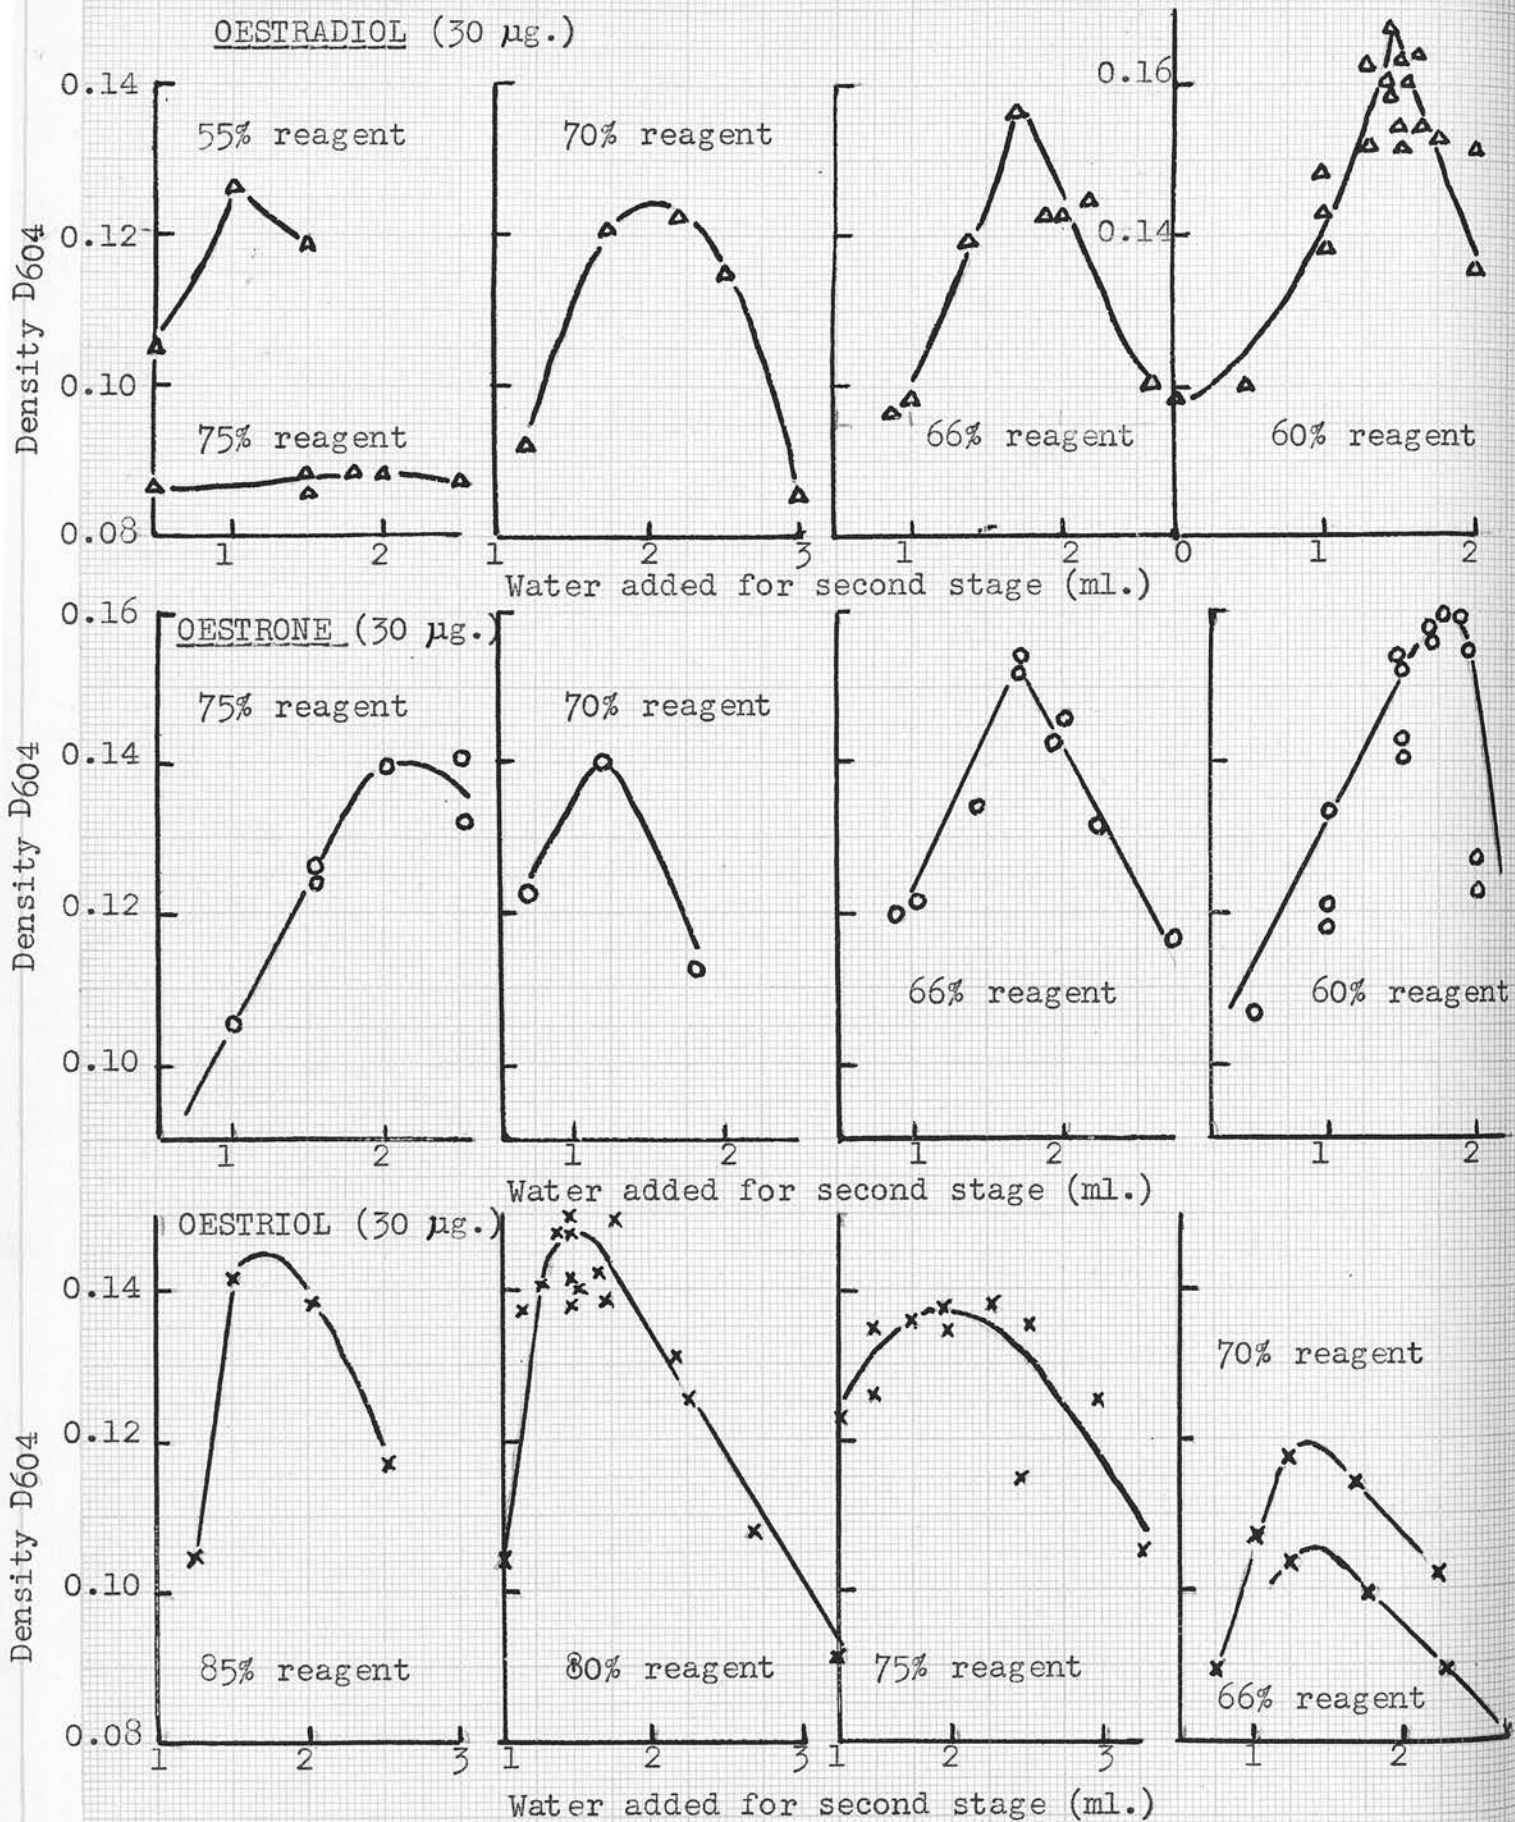 OESTRADIOL (30 µg.)
Density D604
0.14
0.12
0.10
0.08
55% reagent
75% reagent
1 2
70% reagent
1 2 3
66% reagent
1 2
0.16
0.14
60% reagent
0 1 2
Water added for second stage (ml.)
OESTRONE (30 µg.)
Density D604
0.16
0.14
0.12
0.10
75% reagent
1 2
70% reagent
1 2
66% reagent
1 2
60% reagent
1 2
Water added for second stage (ml.)
OESTRIOL (30 µg.)
Density D604
0.14
0.12
0.10
0.08
85% reagent
1 2 3
80% reagent
1 2 3
75% reagent
1 2 3
70% reagent
66% reagent
1 2
Water added for second stage (ml.)